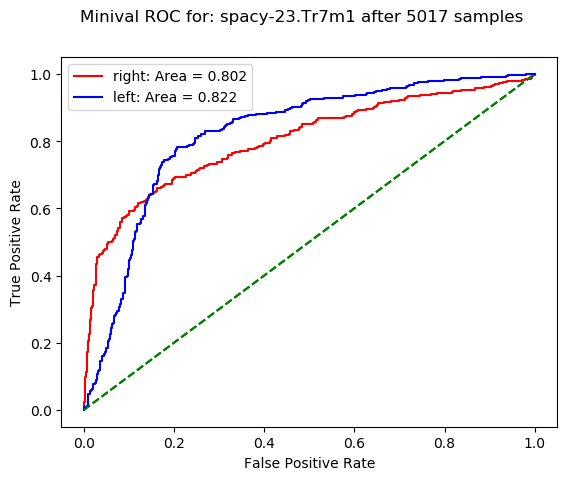 Minival ROC for: spacy-23.Tr7m1 after 5017 samples
1.0
0.8
0.6
0.4
0.2
0.0
True Positive Rate
right: Area = 0.802
left: Area = 0.822
0.0 0.2 0.4 0.6 0.8 1.0
False Positive Rate